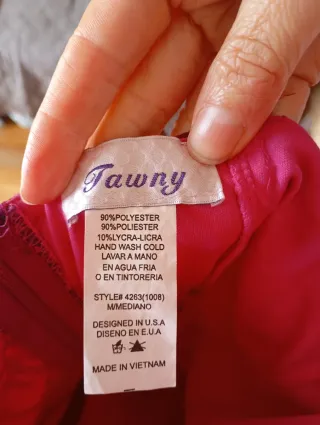 Tawny
90%POLYESTER
90%POLIESTER
10%LYCRA-LICRA
HAND WASH COLD
LAVAR A MANO
EN AGUA FRIA
O EN TINTORERIA
STYLE# 4263(1008)
M/MEDIANO
DESIGNED IN U.S.A
DISENO EN E.U.A
MADE IN VIETNAM